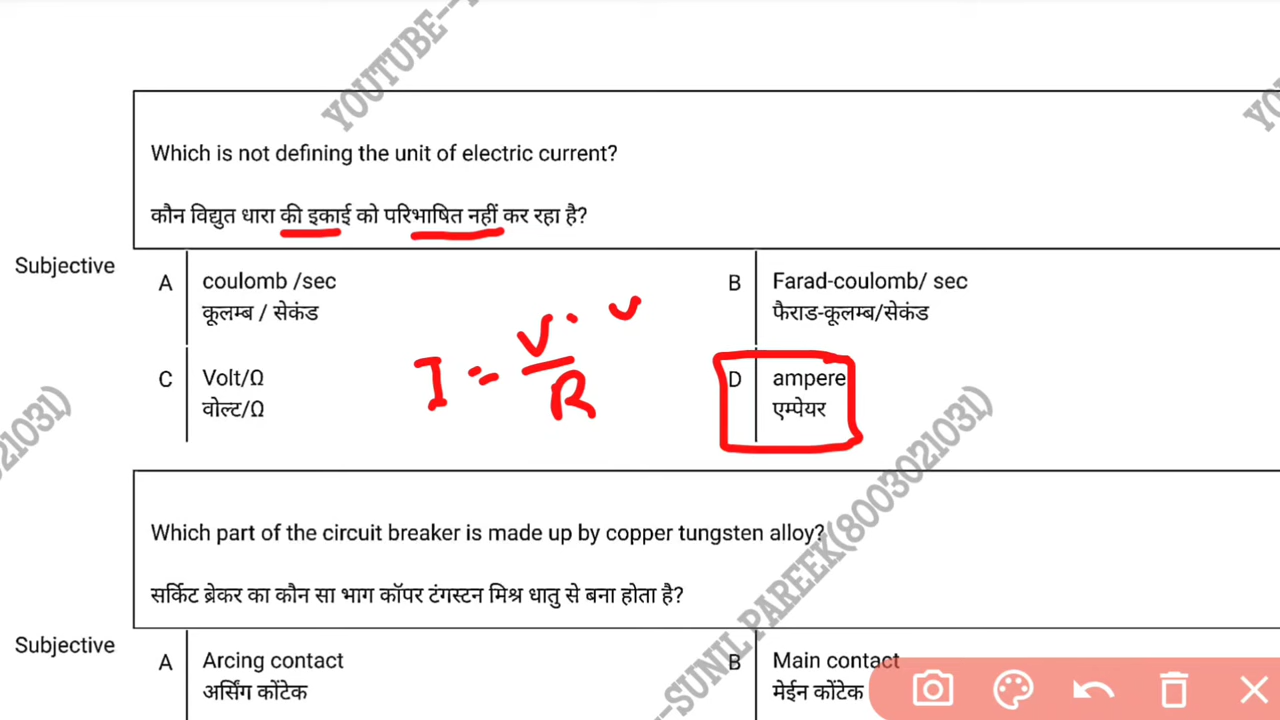 YOUTUBE--
YO
Which is not defining the unit of electric current?
कौन विद्युत धारा की इकाई को परिभाषित नहीं कर रहा है?
Subjective
A coulomb /sec
कूलम्ब / सेकंड
B Farad-coulomb/ sec
फैराड-कूलम्ब/सेकंड
C Volt/Ω
वोल्ट/Ω
I = V/R
D ampere
एम्पेयर
021031)
--SUNIL PAREEK(8003021031)
Which part of the circuit breaker is made up by copper tungsten alloy?
सर्किट ब्रेकर का कौन सा भाग कॉपर टंगस्टन मिश्र धातु से बना होता है?
Subjective
A Arcing contact
अर्सिंग कोंटेक
B Main contact
मेईन कोंटेक